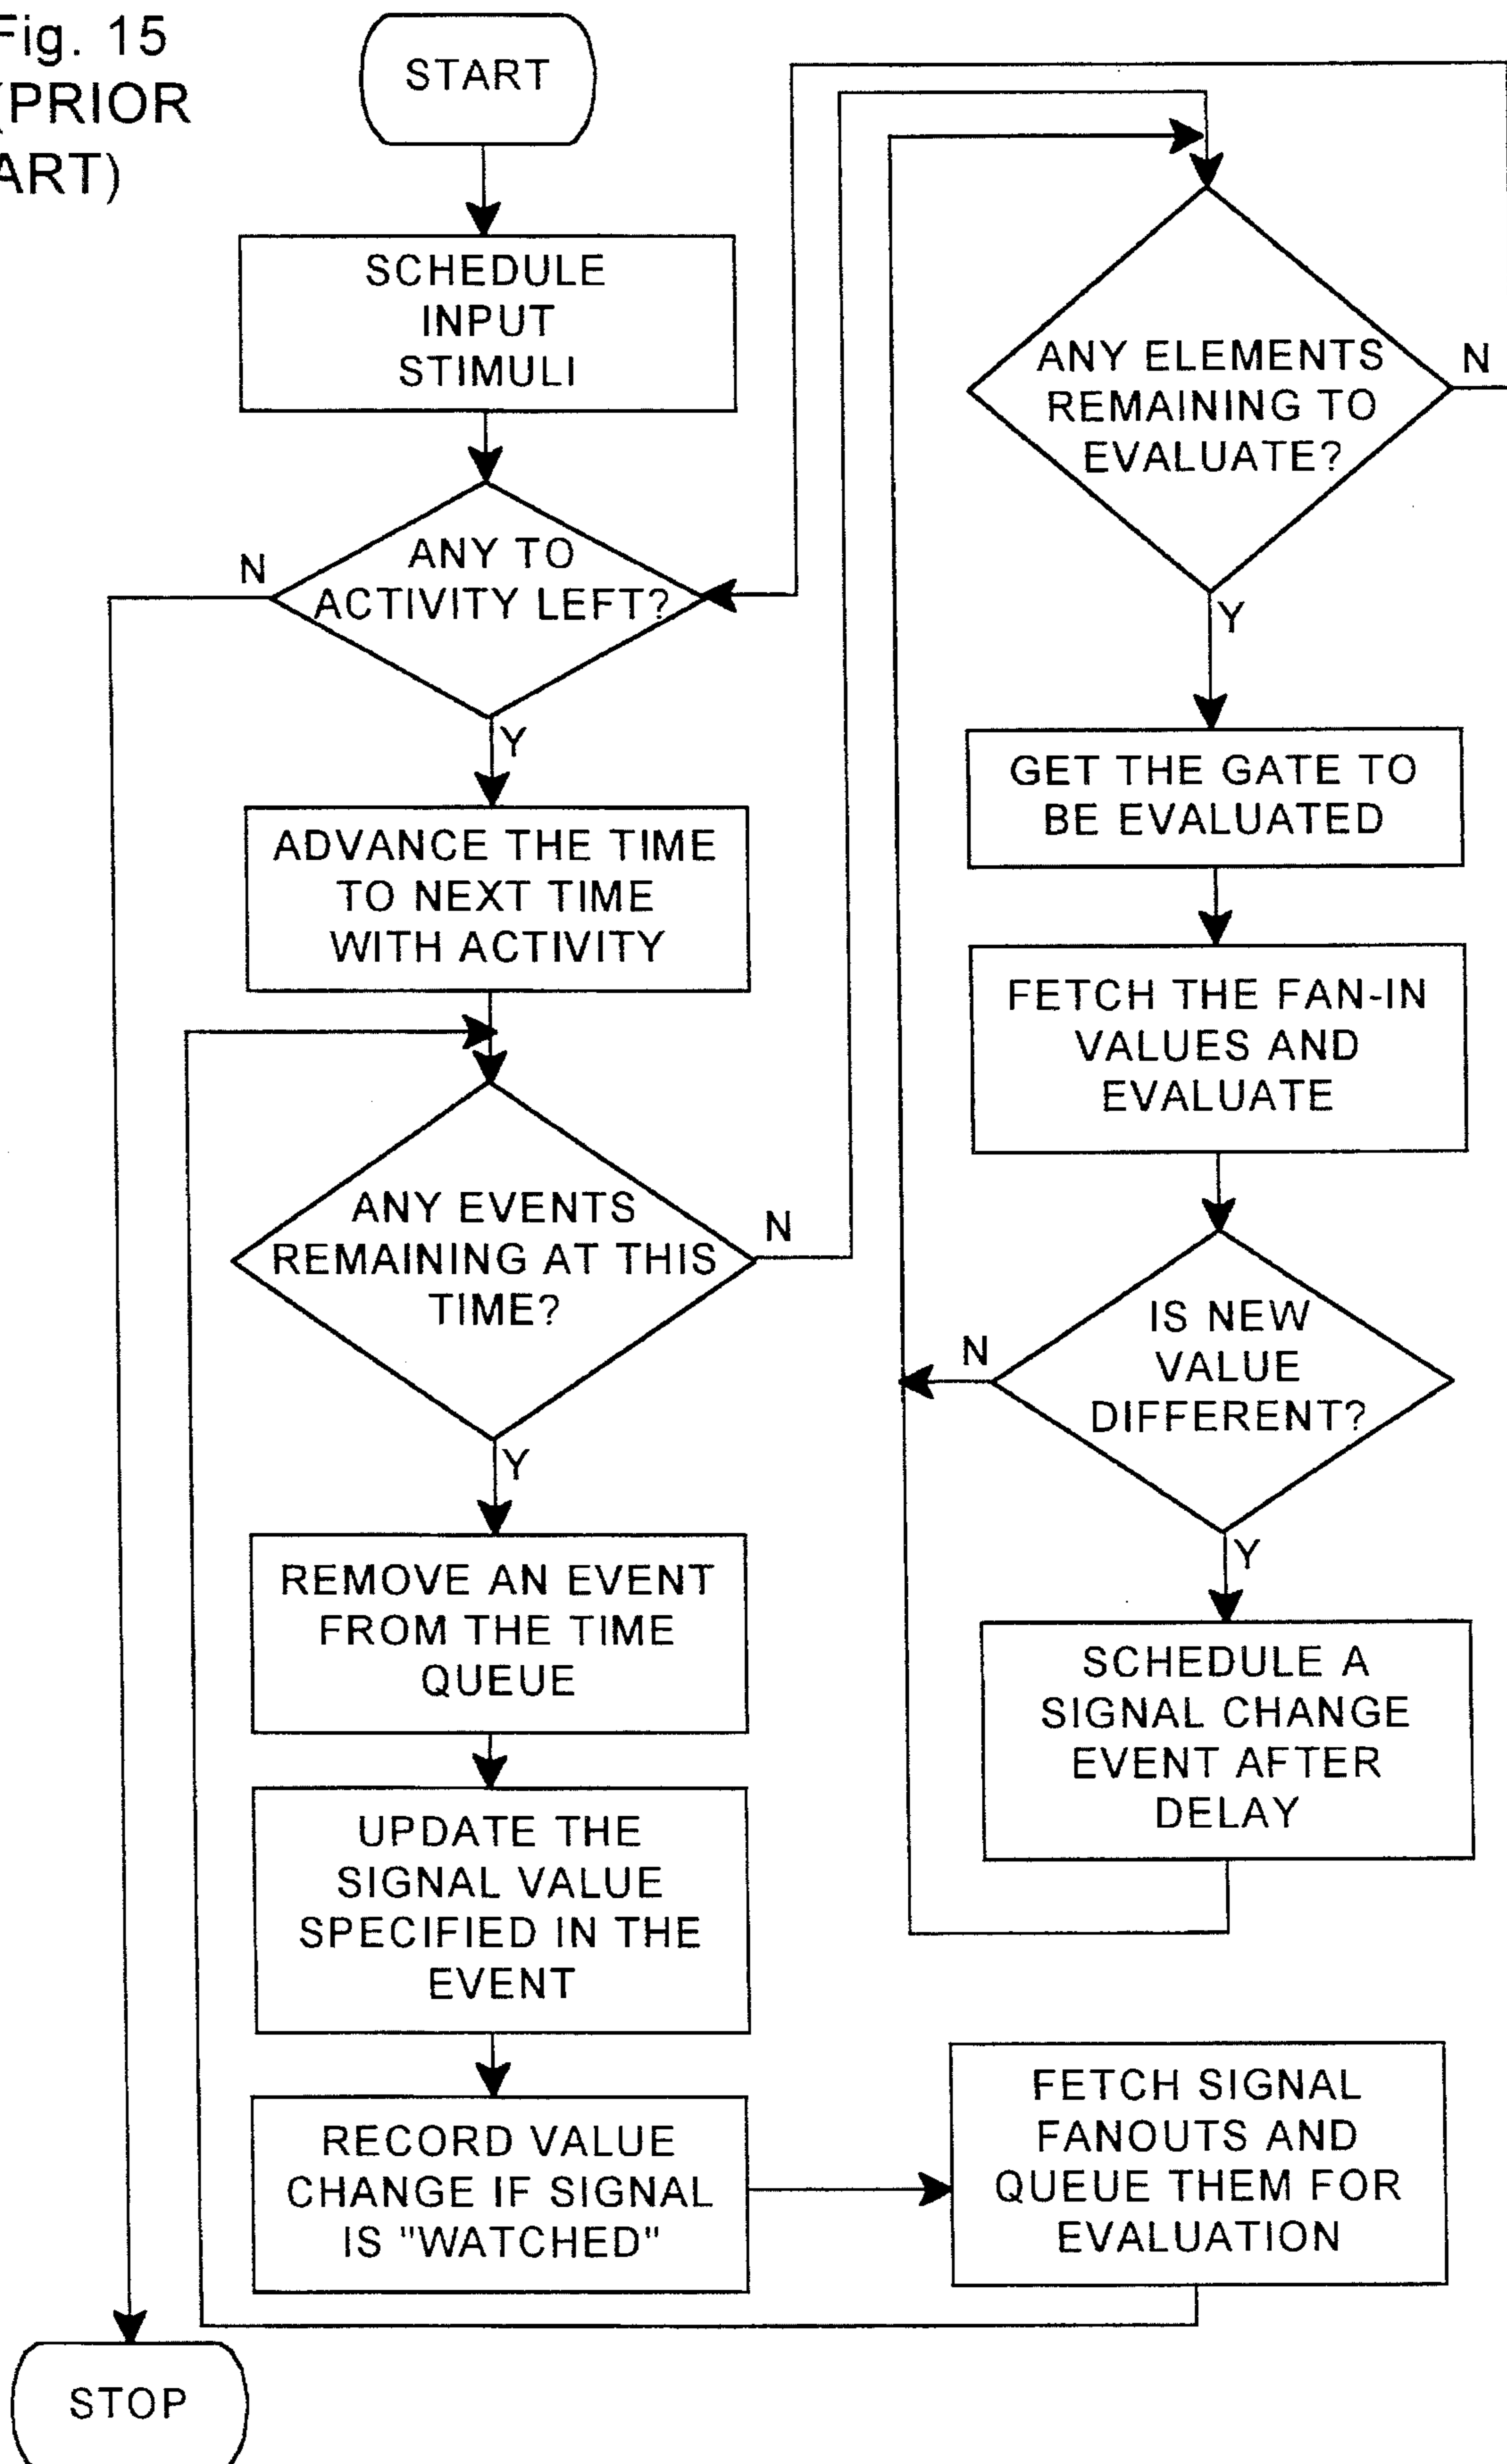 Fig. 15
(PRIOR
ART)
START
SCHEDULE
INPUT
STIMULI
ANY TO
ACTIVITY LEFT?
N
Y
ADVANCE THE TIME
TO NEXT TIME
WITH ACTIVITY
ANY EVENTS
REMAINING AT THIS
TIME?
N
Y
REMOVE AN EVENT
FROM THE TIME
QUEUE
UPDATE THE
SIGNAL VALUE
SPECIFIED IN THE
EVENT
RECORD VALUE
CHANGE IF SIGNAL
IS "WATCHED"
FETCH SIGNAL
FANOUTS AND
QUEUE THEM FOR
EVALUATION
STOP
ANY ELEMENTS
REMAINING TO
EVALUATE?
N
Y
GET THE GATE TO
BE EVALUATED
FETCH THE FAN-IN
VALUES AND
EVALUATE
IS NEW
VALUE
DIFFERENT?
N
Y
SCHEDULE A
SIGNAL CHANGE
EVENT AFTER
DELAY